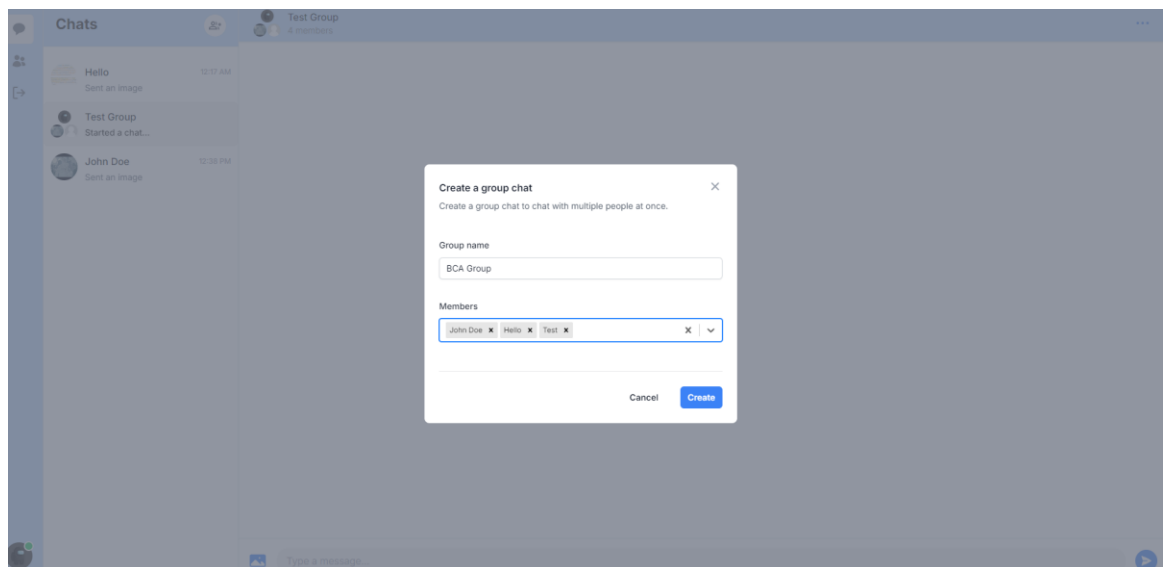 Chats
Hello 12:17 AM
Sent an image
Test Group
Started a chat...
John Doe 12:36 PM
Sent an image
Test Group
4 members
Create a group chat
Create a group chat to chat with multiple people at once.
Group name
BCA Group
Members
John Doe Hello Test
Cancel Create
Type a message...